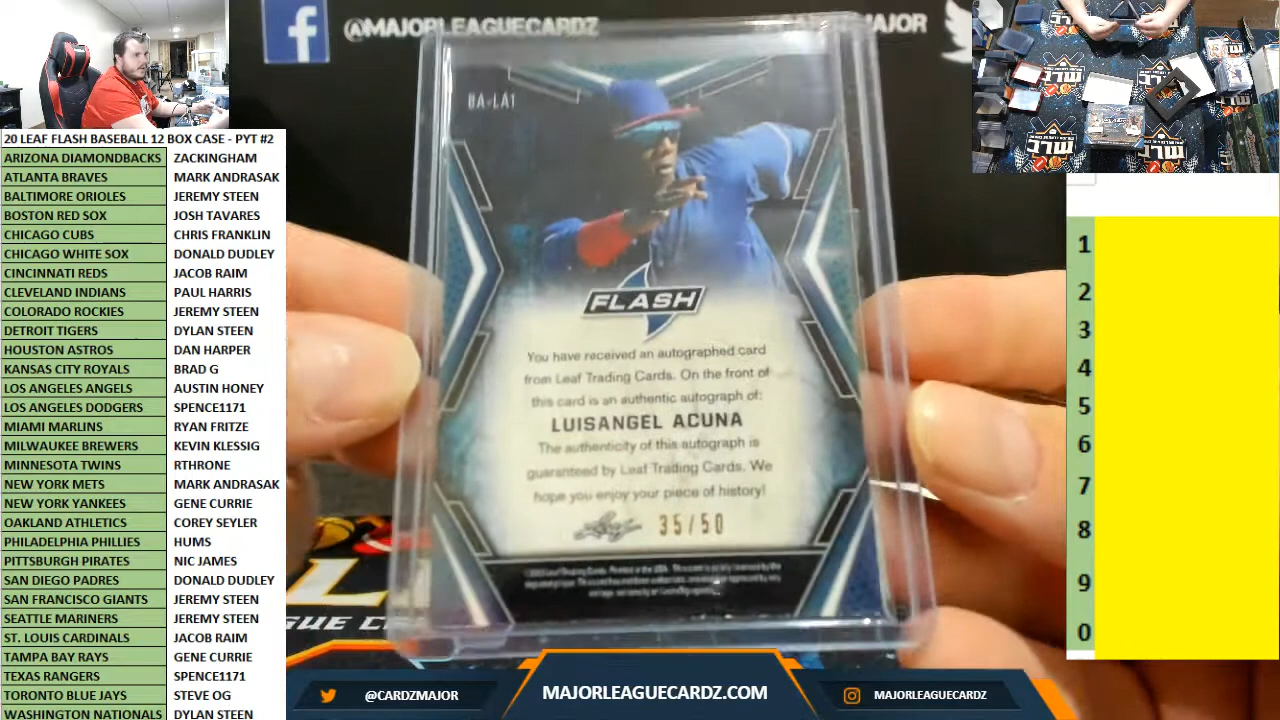 @MAJORLEAGUECARDZ
20 LEAF FLASH BASEBALL 12 BOX CASE - PYT #2
ARIZONA DIAMONDBACKS ZACKINGHAM
ATLANTA BRAVES MARK ANDRASAK
BALTIMORE ORIOLES JEREMY STEEN
BOSTON RED SOX JOSH TAVARES
CHICAGO CUBS CHRIS FRANKLIN
CHICAGO WHITE SOX DONALD DUDLEY
CINCINNATI REDS JACOB RAIM
CLEVELAND INDIANS PAUL HARRIS
COLORADO ROCKIES JEREMY STEEN
DETROIT TIGERS DYLAN STEEN
HOUSTON ASTROS DAN HARPER
KANSAS CITY ROYALS BRAD G
LOS ANGELES ANGELS AUSTIN HONEY
LOS ANGELES DODGERS SPENCE1171
MIAMI MARLINS RYAN FRITZE
MILWAUKEE BREWERS KEVIN KLESSIG
MINNESOTA TWINS RTHRONE
NEW YORK METS MARK ANDRASAK
NEW YORK YANKEES GENE CURRIE
OAKLAND ATHLETICS COREY SEYLER
PHILADELPHIA PHILLIES HUMS
PITTSBURGH PIRATES NIC JAMES
SAN DIEGO PADRES DONALD DUDLEY
SAN FRANCISCO GIANTS JEREMY STEEN
SEATTLE MARINERS JEREMY STEEN
ST. LOUIS CARDINALS JACOB RAIM
TAMPA BAY RAYS GENE CURRIE
TEXAS RANGERS SPENCE1171
TORONTO BLUE JAYS STEVE OG
WASHINGTON NATIONALS DYLAN STEEN
BA-LA1
FLASH
You have received an autographed card
from Leaf Trading Cards. On the front of
this card is an authentic autograph of:
LUISANGEL ACUNA
The authenticity of this autograph is
guaranteed by Leaf Trading Cards. We
hope you enjoy your piece of history!
Leaf 35/50
1
2
3
4
5
6
7
8
9
0
@CARDZMAJOR
MAJORLEAGUECARDZ.COM
MAJORLEAGUECARDZ